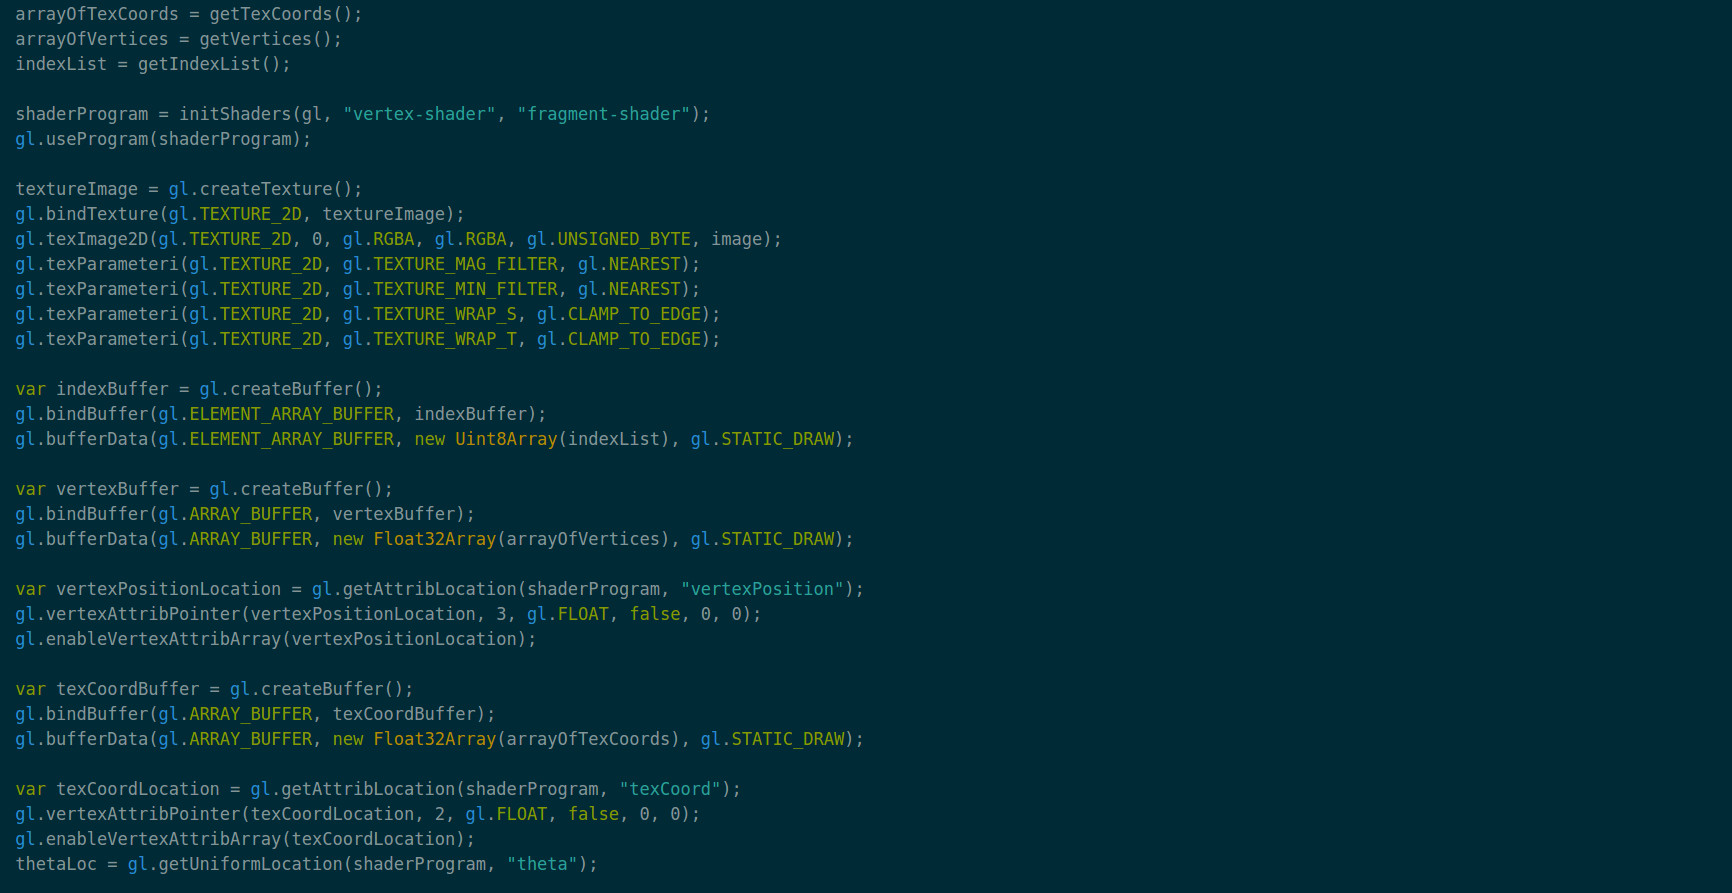 arrayOfTexCoords = getTexCoords();
arrayOfVertices = getVertices();
indexList = getIndexList();
shaderProgram = initShaders(gl, "vertex-shader", "fragment-shader");
gl.useProgram(shaderProgram);
textureImage = gl.createTexture();
gl.bindTexture(gl.TEXTURE_2D, textureImage);
gl.texImage2D(gl.TEXTURE_2D, 0, gl.RGBA, gl.RGBA, gl.UNSIGNED_BYTE, image);
gl.texParameteri(gl.TEXTURE_2D, gl.TEXTURE_MAG_FILTER, gl.NEAREST);
gl.texParameteri(gl.TEXTURE_2D, gl.TEXTURE_MIN_FILTER, gl.NEAREST);
gl.texParameteri(gl.TEXTURE_2D, gl.TEXTURE_WRAP_S, gl.CLAMP_TO_EDGE);
gl.texParameteri(gl.TEXTURE_2D, gl.TEXTURE_WRAP_T, gl.CLAMP_TO_EDGE);
var indexBuffer = gl.createBuffer();
gl.bindBuffer(gl.ELEMENT_ARRAY_BUFFER, indexBuffer);
gl.bufferData(gl.ELEMENT_ARRAY_BUFFER, new Uint8Array(indexList), gl.STATIC_DRAW);
var vertexBuffer = gl.createBuffer();
gl.bindBuffer(gl.ARRAY_BUFFER, vertexBuffer);
gl.bufferData(gl.ARRAY_BUFFER, new Float32Array(arrayOfVertices), gl.STATIC_DRAW);
var vertexPositionLocation = gl.getAttribLocation(shaderProgram, "vertexPosition");
gl.vertexAttribPointer(vertexPositionLocation, 3, gl.FLOAT, false, 0, 0);
gl.enableVertexAttribArray(vertexPositionLocation);
var texCoordBuffer = gl.createBuffer();
gl.bindBuffer(gl.ARRAY_BUFFER, texCoordBuffer);
gl.bufferData(gl.ARRAY_BUFFER, new Float32Array(arrayOfTexCoords), gl.STATIC_DRAW);
var texCoordLocation = gl.getAttribLocation(shaderProgram, "texCoord");
gl.vertexAttribPointer(texCoordLocation, 2, gl.FLOAT, false, 0, 0);
gl.enableVertexAttribArray(texCoordLocation);
thetaLoc = gl.getUniformLocation(shaderProgram, "theta");